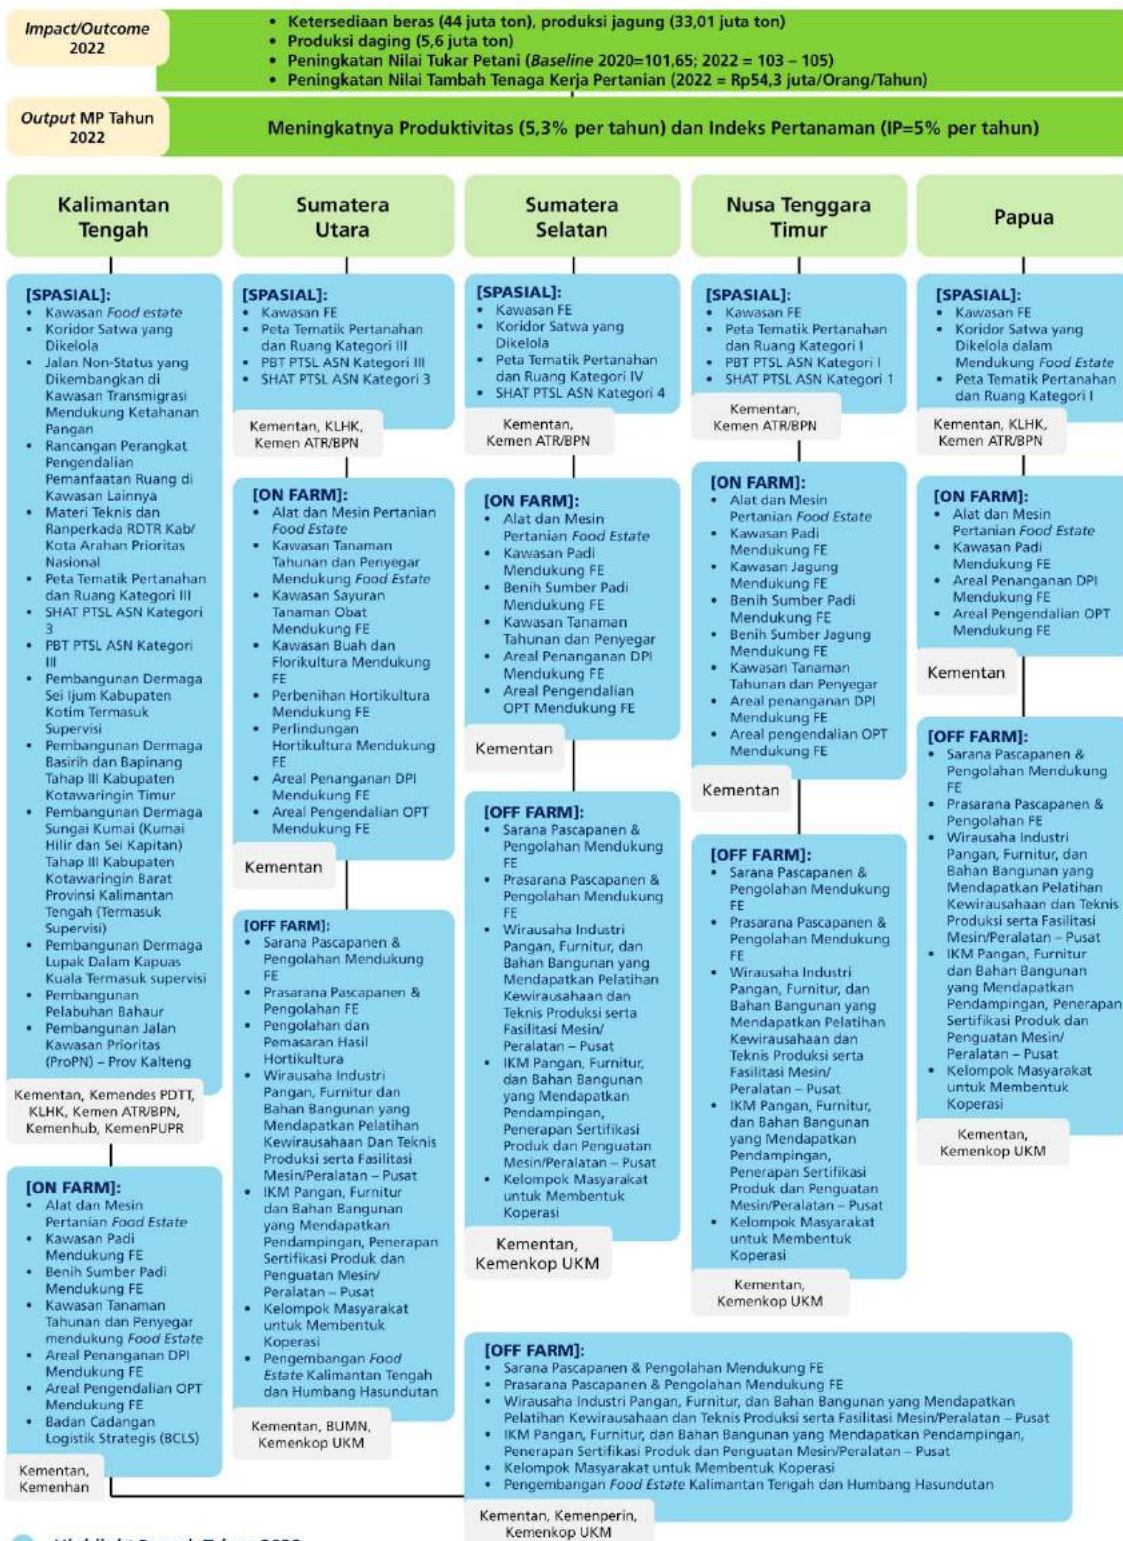 Impact/Outcome
2022
• Ketersediaan beras (44 juta ton), produksi jagung (33,01 juta ton)
• Produksi daging (5,6 juta ton)
• Peningkatan Nilai Tukar Petani (Baseline 2020=101,65; 2022 = 103 – 105)
• Peningkatan Nilai Tambah Tenaga Kerja Pertanian (2022 = Rp54,3 juta/Orang/Tahun)
Output MP Tahun
2022
Meningkatnya Produktivitas (5,3% per tahun) dan Indeks Pertanaman (IP=5% per tahun)
Kalimantan
Tengah
[SPASIAL]:
• Kawasan Food estate
• Koridor Satwa yang
Dikelola
• Jalan Non-Status yang
Dikembangkan di
Kawasan Transmigrasi
Mendukung Ketahanan
Pangan
• Rancangan Perangkat
Pengendalian
Pemanfaatan Ruang di
Kawasan Lainnya
• Materi Teknis dan
Ranperkada RDTR Kab/
Kota Arahan Prioritas
Nasional
• Peta Tematik Pertanahan
dan Ruang Kategori III
• SHAT PTSL ASN Kategori
3
• PBT PTSL ASN Kategori
III
• Pembangunan Dermaga
Sei Ijum Kabupaten
Kotim Termasuk
Supervisi
• Pembangunan Dermaga
Basirih dan Bapinang
Tahap III Kabupaten
Kotawaringin Timur
• Pembangunan Dermaga
Sungai Kumai (Kumai
Hilir dan Sei Kapitan)
Tahap III Kabupaten
Kotawaringin Barat
Provinsi Kalimantan
Tengah (Termasuk
Supervisi)
• Pembangunan Dermaga
Lupak Dalam Kapuas
Kuala Termasuk supervisi
• Pembangunan
Pelabuhan Bahaur
• Pembangunan Jalan
Kawasan Prioritas
(ProPN) – Prov Kalteng
Kementan, Kemendes PDTT,
KLHK, Kemen ATR/BPN,
Kemenhub, KemenPUPR
[ON FARM]:
• Alat dan Mesin
Pertanian Food Estate
• Kawasan Padi
Mendukung FE
• Benih Sumber Padi
Mendukung FE
• Kawasan Tanaman
Tahunan dan Penyegar
mendukung Food Estate
• Areal Penanganan DPI
Mendukung FE
• Areal Pengendalian OPT
Mendukung FE
• Badan Cadangan
Logistik Strategis (BCLS)
Kementan,
Kemenhan
Sumatera
Utara
[SPASIAL]:
• Kawasan FE
• Peta Tematik Pertanahan
dan Ruang Kategori III
• PBT PTSL ASN Kategori III
• SHAT PTSL ASN Kategori 3
Kementan, KLHK,
Kemen ATR/BPN
[ON FARM]:
• Alat dan Mesin Pertanian
Food Estate
• Kawasan Tanaman
Tahunan dan Penyegar
Mendukung Food Estate
• Kawasan Sayuran
Tanaman Obat
Mendukung FE
• Kawasan Buah dan
Florikultura Mendukung
FE
• Perbenihan Hortikultura
Mendukung FE
• Perlindungan
Hortikultura Mendukung
FE
• Areal Penanganan DPI
Mendukung FE
• Areal Pengendalian OPT
Mendukung FE
Kementan
[OFF FARM]:
• Sarana Pascapanen &
Pengolahan Mendukung
FE
• Prasarana Pascapanen &
Pengolahan FE
• Pengolahan dan
Pemasaran Hasil
Hortikultura
• Wirausaha Industri
Pangan, Furnitur dan
Bahan Bangunan yang
Mendapatkan Pelatihan
Kewirausahaan Dan Teknis
Produksi serta Fasilitasi
Mesin/Peralatan – Pusat
• IKM Pangan, Furnitur
dan Bahan Bangunan
yang Mendapatkan
Pendampingan, Penerapan
Sertifikasi Produk dan
Penguatan Mesin/
Peralatan – Pusat
• Kelompok Masyarakat
untuk Membentuk
Koperasi
• Pengembangan Food
Estate Kalimantan Tengah
dan Humbang Hasundutan
Kementan, BUMN,
Kemenkop UKM
Sumatera
Selatan
[SPASIAL]:
• Kawasan FE
• Koridor Satwa yang
Dikelola
• Peta Tematik Pertanahan
dan Ruang Kategori IV
• SHAT PTSL ASN Kategori 4
Kementan,
Kemen ATR/BPN
[ON FARM]:
• Alat dan Mesin
Pertanian Food Estate
• Kawasan Padi
Mendukung FE
• Benih Sumber Padi
Mendukung FE
• Kawasan Tanaman
Tahunan dan Penyegar
• Areal Penanganan DPI
Mendukung FE
• Areal Pengendalian
OPT Mendukung FE
Kementan
[OFF FARM]:
• Sarana Pascapanen &
Pengolahan Mendukung
FE
• Prasarana Pascapanen &
Pengolahan Mendukung
FE
• Wirausaha Industri
Pangan, Furnitur, dan
Bahan Bangunan yang
Mendapatkan Pelatihan
Kewirausahaan dan
Teknis Produksi serta
Fasilitasi Mesin/
Peralatan – Pusat
• IKM Pangan, Furnitur,
dan Bahan Bangunan
yang Mendapatkan
Pendampingan,
Penerapan Sertifikasi
Produk dan Penguatan
Mesin/Peralatan – Pusat
• Kelompok Masyarakat
untuk Membentuk
Koperasi
Kementan,
Kemenkop UKM
Nusa Tenggara
Timur
[SPASIAL]:
• Kawasan FE
• Peta Tematik Pertanahan
dan Ruang Kategori I
• PBT PTSL ASN Kategori I
• SHAT PTSL ASN Kategori 1
Kementan,
Kemen ATR/BPN
[ON FARM]:
• Alat dan Mesin
Pertanian Food Estate
• Kawasan Padi
Mendukung FE
• Kawasan Jagung
Mendukung FE
• Benih Sumber Padi
Mendukung FE
• Benih Sumber Jagung
Mendukung FE
• Kawasan Tanaman
Tahunan dan Penyegar
• Areal penanganan DPI
Mendukung FE
• Areal pengendalian OPT
Mendukung FE
Kementan
[OFF FARM]:
• Sarana Pascapanen &
Pengolahan Mendukung
FE
• Prasarana Pascapanen &
Pengolahan Mendukung
FE
• Wirausaha Industri
Pangan, Furnitur, dan
Bahan Bangunan yang
Mendapatkan Pelatihan
Kewirausahaan dan
Teknis Produksi serta
Fasilitasi Mesin/
Peralatan – Pusat
• IKM Pangan, Furnitur,
dan Bahan Bangunan
yang Mendapatkan
Pendampingan,
Penerapan Sertifikasi
Produk dan Penguatan
Mesin/Peralatan – Pusat
• Kelompok Masyarakat
untuk Membentuk
Koperasi
Kementan,
Kemenkop UKM
Papua
[SPASIAL]:
• Kawasan FE
• Koridor Satwa yang
Dikelola dalam
Mendukung Food Estate
• Peta Tematik Pertanahan
dan Ruang Kategori I
Kementan, KLHK,
Kemen ATR/BPN
[ON FARM]:
• Alat dan Mesin
Pertanian Food Estate
• Kawasan Padi
Mendukung FE
• Areal Penanganan DPI
Mendukung FE
• Areal Pengendalian OPT
Mendukung FE
Kementan
[OFF FARM]:
• Sarana Pascapanen &
Pengolahan Mendukung
FE
• Prasarana Pascapanen &
Pengolahan FE
• Wirausaha Industri
Pangan, Furnitur, dan
Bahan Bangunan yang
Mendapatkan Pelatihan
Kewirausahaan dan Teknis
Produksi serta Fasilitasi
Mesin/Peralatan – Pusat
• IKM Pangan, Furnitur
dan Bahan Bangunan
yang Mendapatkan
Pendampingan, Penerapan
Sertifikasi Produk dan
Penguatan Mesin/
Peralatan – Pusat
• Kelompok Masyarakat
untuk Membentuk
Koperasi
Kementan,
Kemenkop UKM
[OFF FARM]:
• Sarana Pascapanen & Pengolahan Mendukung FE
• Prasarana Pascapanen & Pengolahan Mendukung FE
• Wirausaha Industri Pangan, Furnitur, dan Bahan Bangunan yang Mendapatkan
Pelatihan Kewirausahaan dan Teknis Produksi serta Fasilitasi Mesin/Peralatan – Pusat
• IKM Pangan, Furnitur, dan Bahan Bangunan yang Mendapatkan Pendampingan,
Penerapan Sertifikasi Produk dan Penguatan Mesin/Peralatan – Pusat
• Kelompok Masyarakat untuk Membentuk Koperasi
• Pengembangan Food Estate Kalimantan Tengah dan Humbang Hasundutan
Kementan, Kemenperin,
Kemenkop UKM